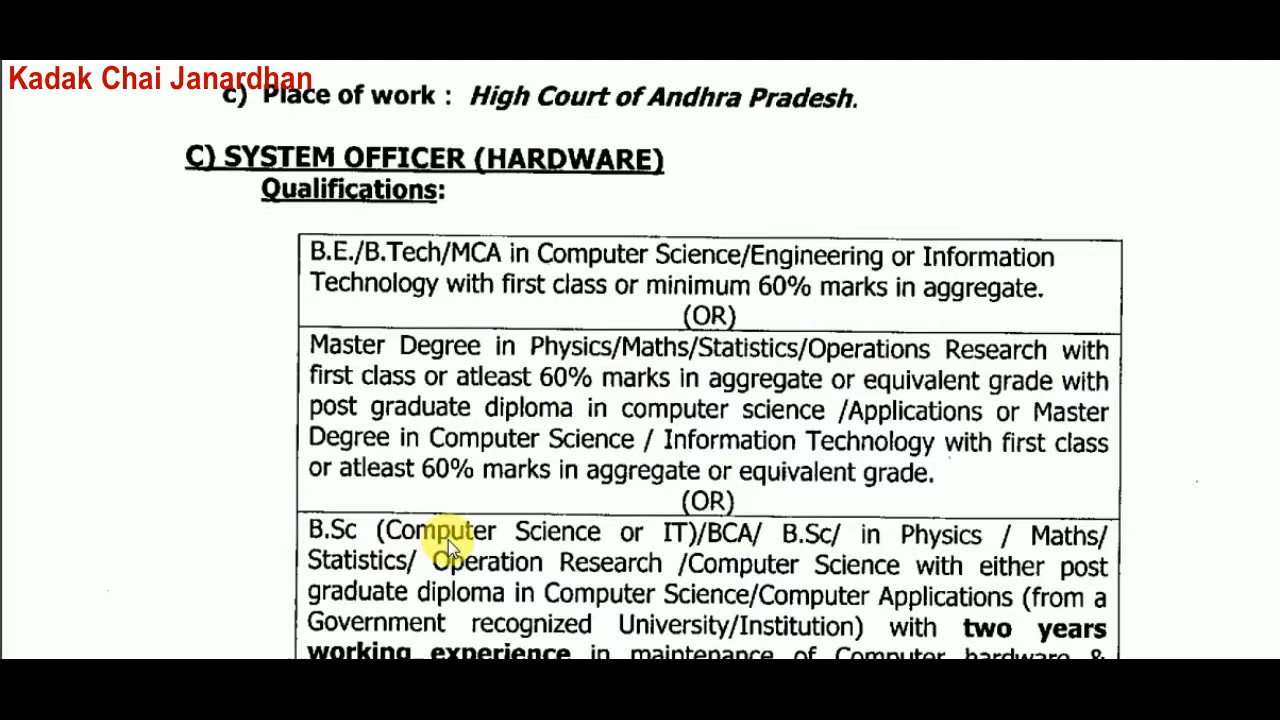 Kadak Chai Janardhan
c) Place of work : High Court of Andhra Pradesh.
C) SYSTEM OFFICER (HARDWARE)
Qualifications:
B.E./B.Tech/MCA in Computer Science/Engineering or Information
Technology with first class or minimum 60% marks in aggregate.
(OR)
Master Degree in Physics/Maths/Statistics/Operations Research with
first class or atleast 60% marks in aggregate or equivalent grade with
post graduate diploma in computer science /Applications or Master
Degree in Computer Science / Information Technology with first class
or atleast 60% marks in aggregate or equivalent grade.
(OR)
B.Sc (Computer Science or IT)/BCA/ B.Sc/ in Physics / Maths/
Statistics/ Operation Research /Computer Science with either post
graduate diploma in Computer Science/Computer Applications (from a
Government recognized University/Institution) with two years
working experience in maintenance of Computer hardware &